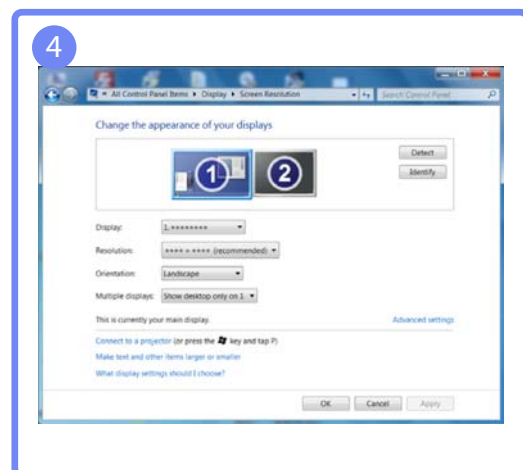 4
« All Control Panel Items ▸ Display ▸ Screen Resolution
Search Control Panel
Change the appearance of your displays
1
2
Detect
Identify
Display: 1. ********
Resolution: **** × **** (recommended)
Orientation: Landscape
Multiple displays: Show desktop only on 1
This is currently your main display.
Advanced settings
Connect to a projector (or press the key and tap P)
Make text and other items larger or smaller
What display settings should I choose?
OK
Cancel
Apply